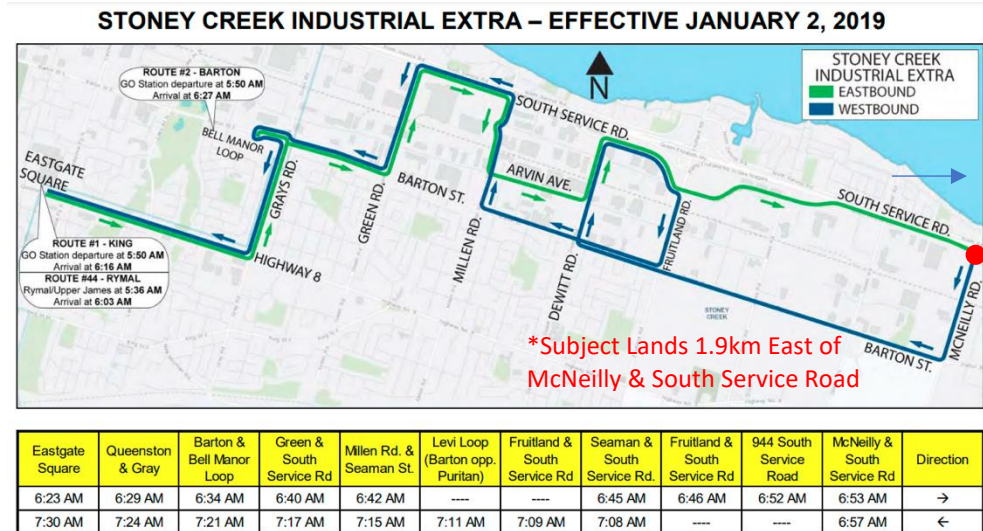 STONEY CREEK INDUSTRIAL EXTRA – EFFECTIVE JANUARY 2, 2019
ROUTE #2 - BARTON
GO Station departure at 5:50 AM
Arrival at 6:27 AM
STONEY CREEK
INDUSTRIAL EXTRA
EASTBOUND
WESTBOUND
N
SOUTH SERVICE RD.
BELL MANOR
LOOP
EASTGATE
SQUARE
GRAYS RD.
GREEN RD.
BARTON ST.
ARVIN AVE.
SOUTH SERVICE RD.
ROUTE #1 - KING
GO Station departure at 5:50 AM
Arrival at 6:16 AM
ROUTE #44 - RYMAL
Rymal/Upper James at 5:36 AM
Arrival at 6:03 AM
HIGHWAY 8
MILLEN RD.
DEWITT RD.
FRUITLAND RD.
STONEY
CREEK
MCNEILLY RD.
BARTON ST.
*Subject Lands 1.9km East of
McNeilly & South Service Road
Eastgate Square Queenston & Gray Barton & Bell Manor Loop Green & South Service Rd Millen Rd. & Seaman St. Levi Loop (Barton opp. Puritan) Fruitland & South Service Rd Seaman & South Service Rd. Fruitland & South Service Rd 944 South Service Road McNeilly & South Service Rd Direction
6:23 AM 6:29 AM 6:34 AM 6:40 AM 6:42 AM ---- ---- 6:45 AM 6:46 AM 6:52 AM 6:53 AM →
7:30 AM 7:24 AM 7:21 AM 7:17 AM 7:15 AM 7:11 AM 7:09 AM 7:08 AM ---- ---- 6:57 AM ←